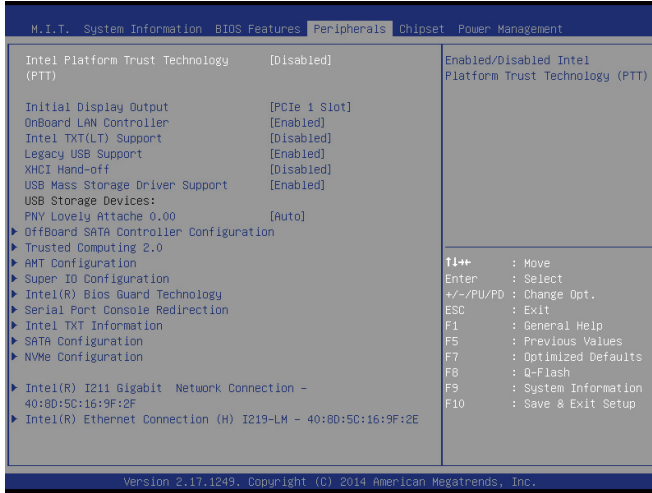 M.I.T. System Information BIOS Features Peripherals Chipset Power Management
Intel Platform Trust Technology [Disabled]
(PTT)
Initial Display Output [PCIe 1 Slot]
OnBoard LAN Controller [Enabled]
Intel TXT(LT) Support [Disabled]
Legacy USB Support [Enabled]
XHCI Hand-off [Disabled]
USB Mass Storage Driver Support [Enabled]
USB Storage Devices:
PNY Lovely Attache 0.00 [Auto]
OffBoard SATA Controller Configuration
Trusted Computing 2.0
AMT Configuration
Super IO Configuration
Intel(R) Bios Guard Technology
Serial Port Console Redirection
Intel TXT Information
SATA Configuration
NVMe Configuration
Intel(R) I211 Gigabit Network Connection -
40:8D:5C:16:9F:2F
Intel(R) Ethernet Connection (H) I219-LM - 40:8D:5C:16:9F:2E
Enabled/Disabled Intel
Platform Trust Technology (PTT)
↑↓→← : Move
Enter : Select
+/-/PU/PD : Change Opt.
ESC : Exit
F1 : General Help
F5 : Previous Values
F7 : Optimized Defaults
F8 : Q-Flash
F9 : System Information
F10 : Save & Exit Setup
Version 2.17.1249. Copyright (C) 2014 American Megatrends, Inc.